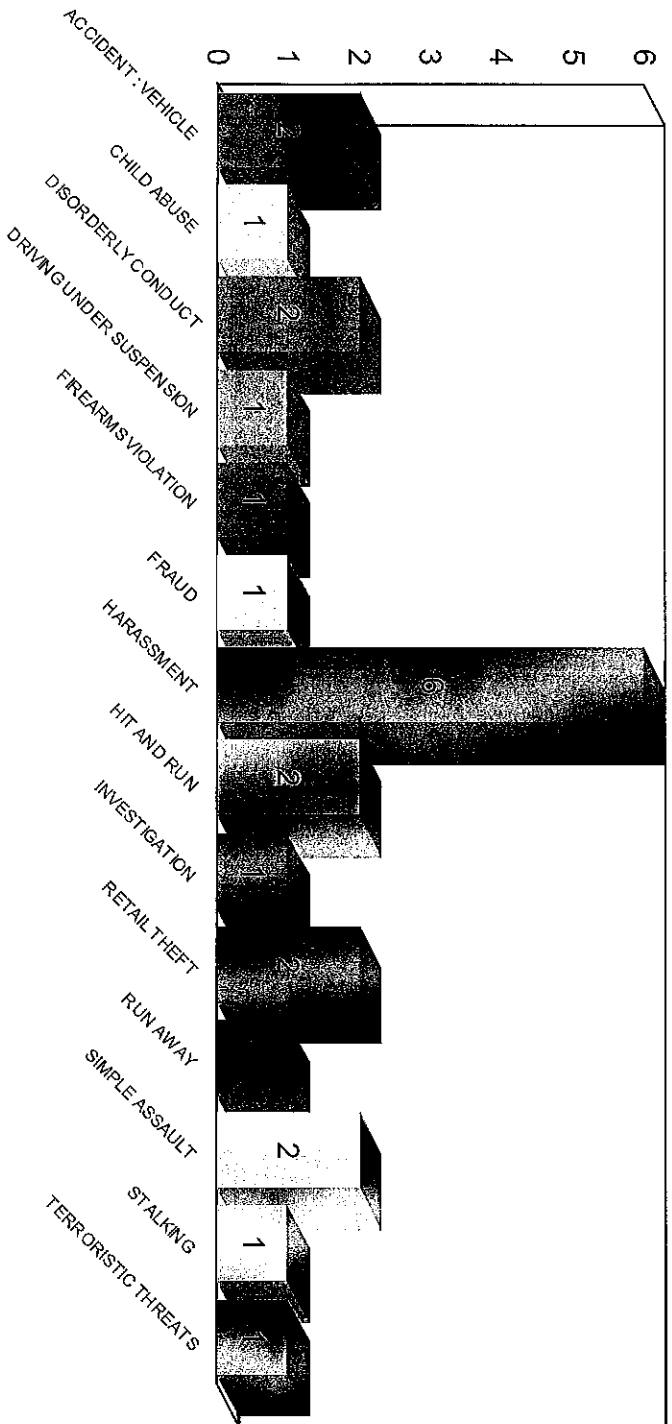 6
5
4
3
2
1
0
2
1
2
1
1
1
6
2
1
2
2
1
1
ACCIDENT : VEHICLE
CHILD ABUSE
DISORDERLY CONDUCT
DRIVING UNDER SUSPENSION
FIREARMS VIOLATION
FRAUD
HARASSMENT
HIT AND RUN
INVESTIGATION
RETAIL THEFT
RUN AWAY
SIMPLE ASSAULT
STALKING
TERRORISTIC THREATS